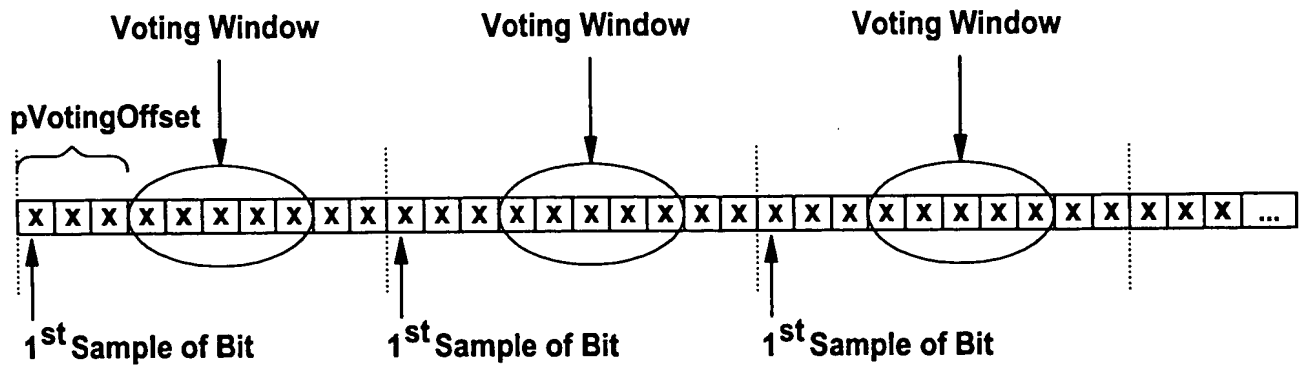 Voting Window Voting Window Voting Window
pVotingOffset
x x x x x x x x x x x x x x x x x x x x x x x x x x x x x x x x x ...
1st Sample of Bit 1st Sample of Bit 1st Sample of Bit